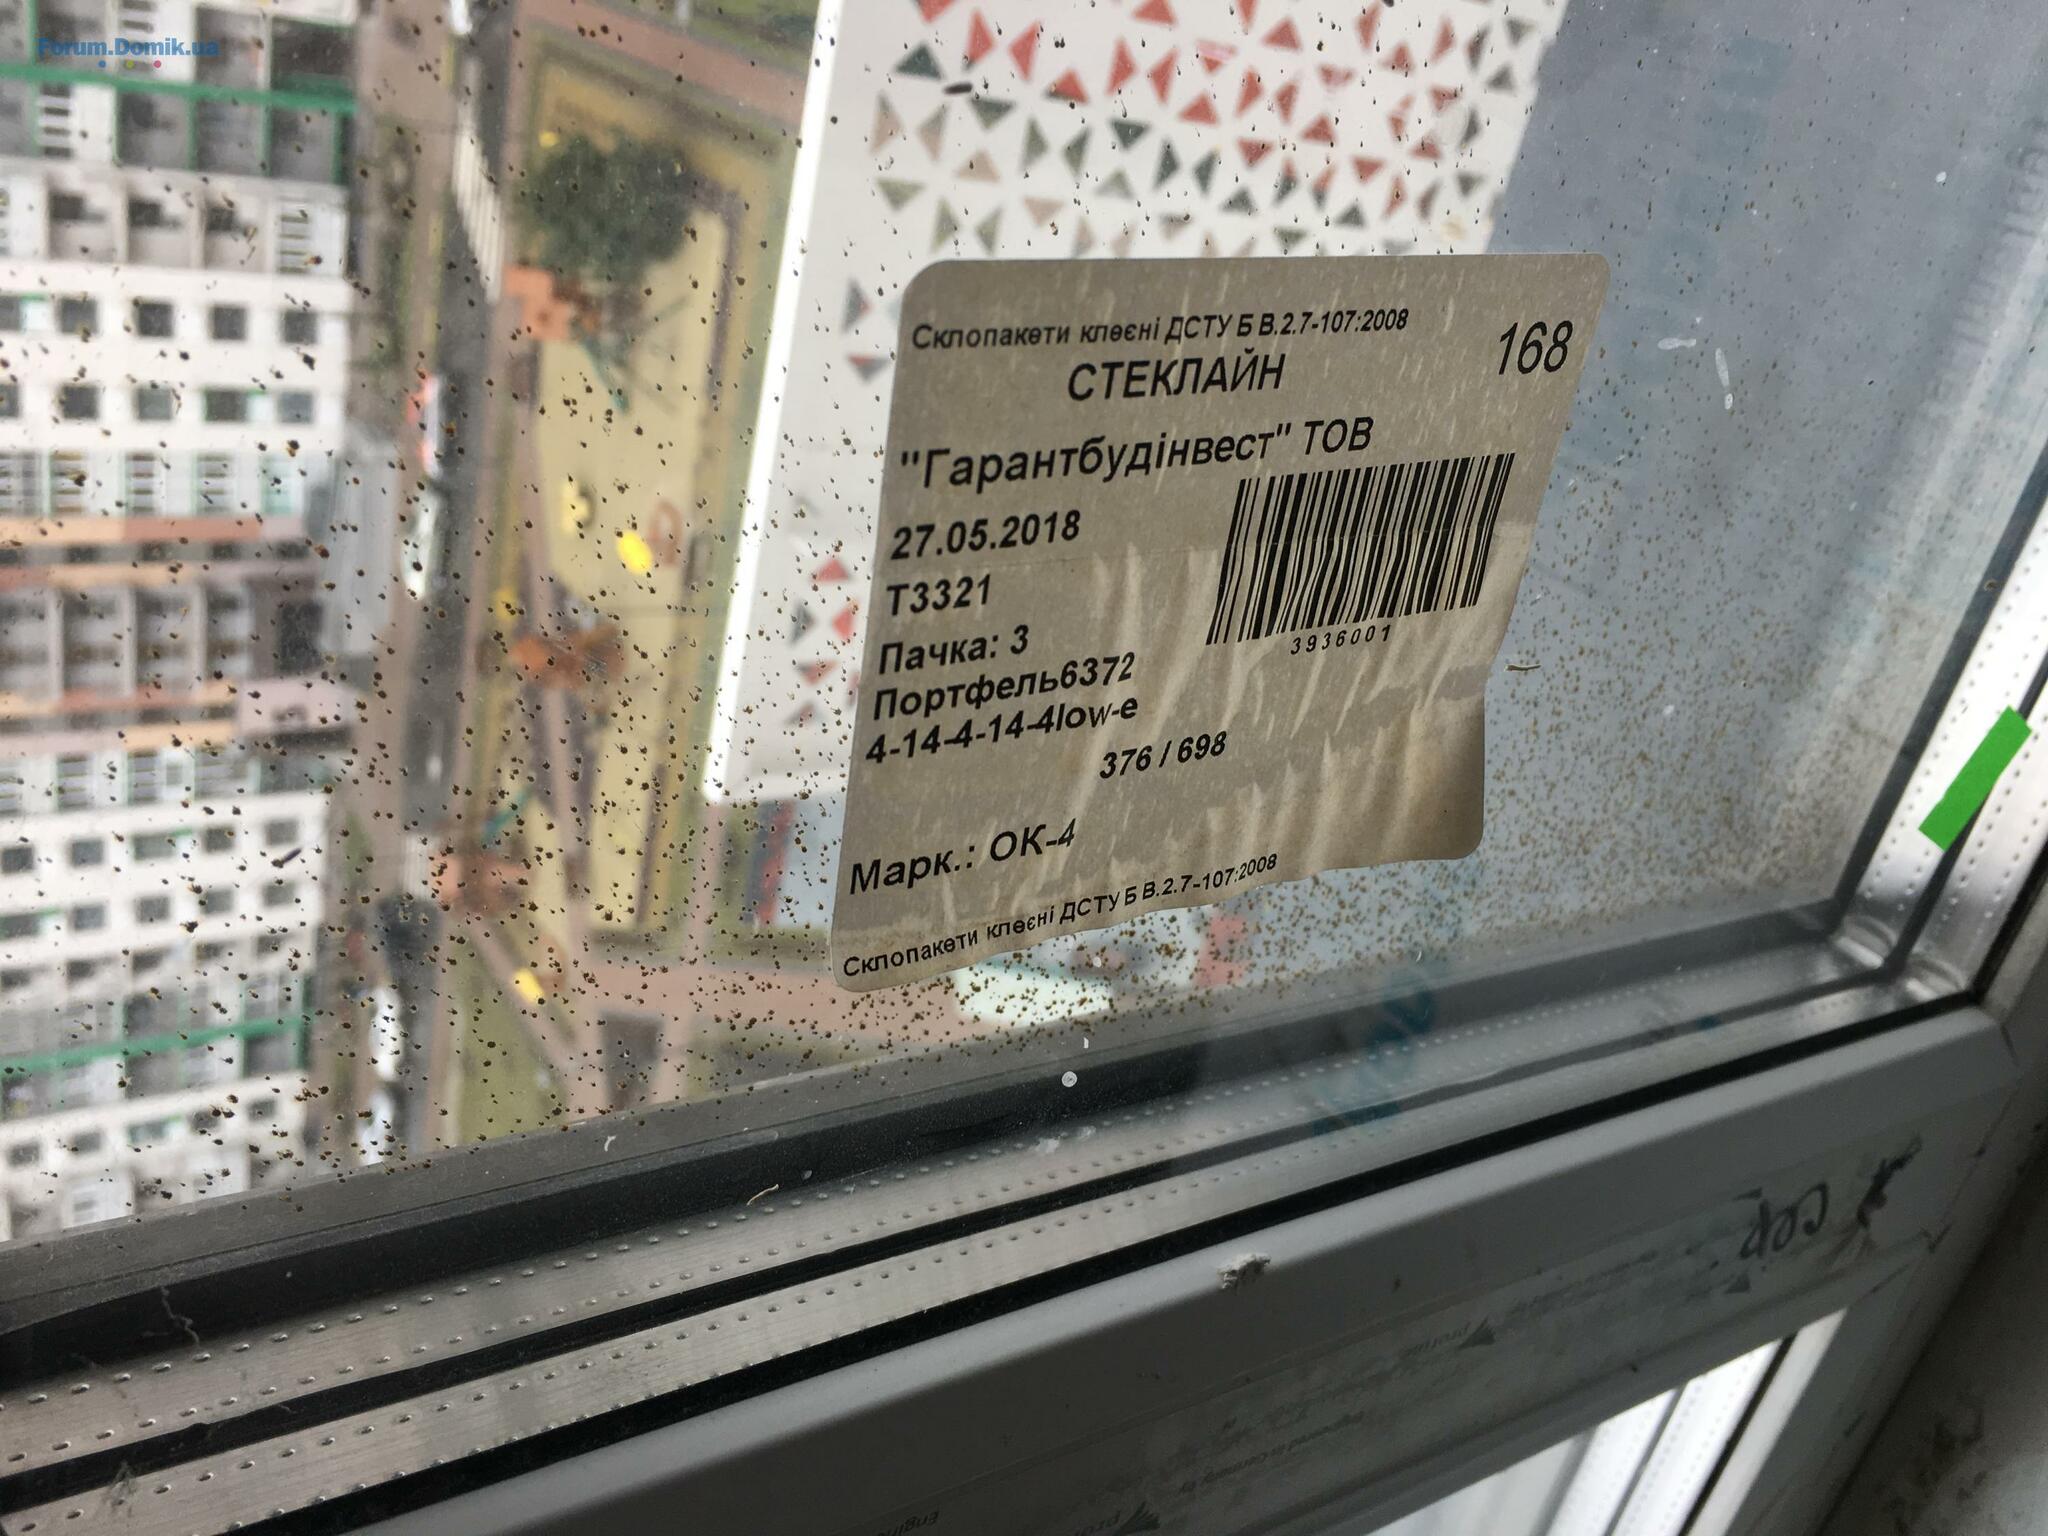 Forum.Domik.ua
Склопакети клеєні ДСТУ Б В.2.7-107:2008
168
СТЕКЛАЙН
"Гарантбудінвест" ТОВ
27.05.2018
Т3321
Пачка: 3
Портфель6372
4-14-4-14-4low-e
376 / 698
3936001
Марк.: ОК-4
Склопакети клеєні ДСТУ Б В.2.7-107:2008
сер